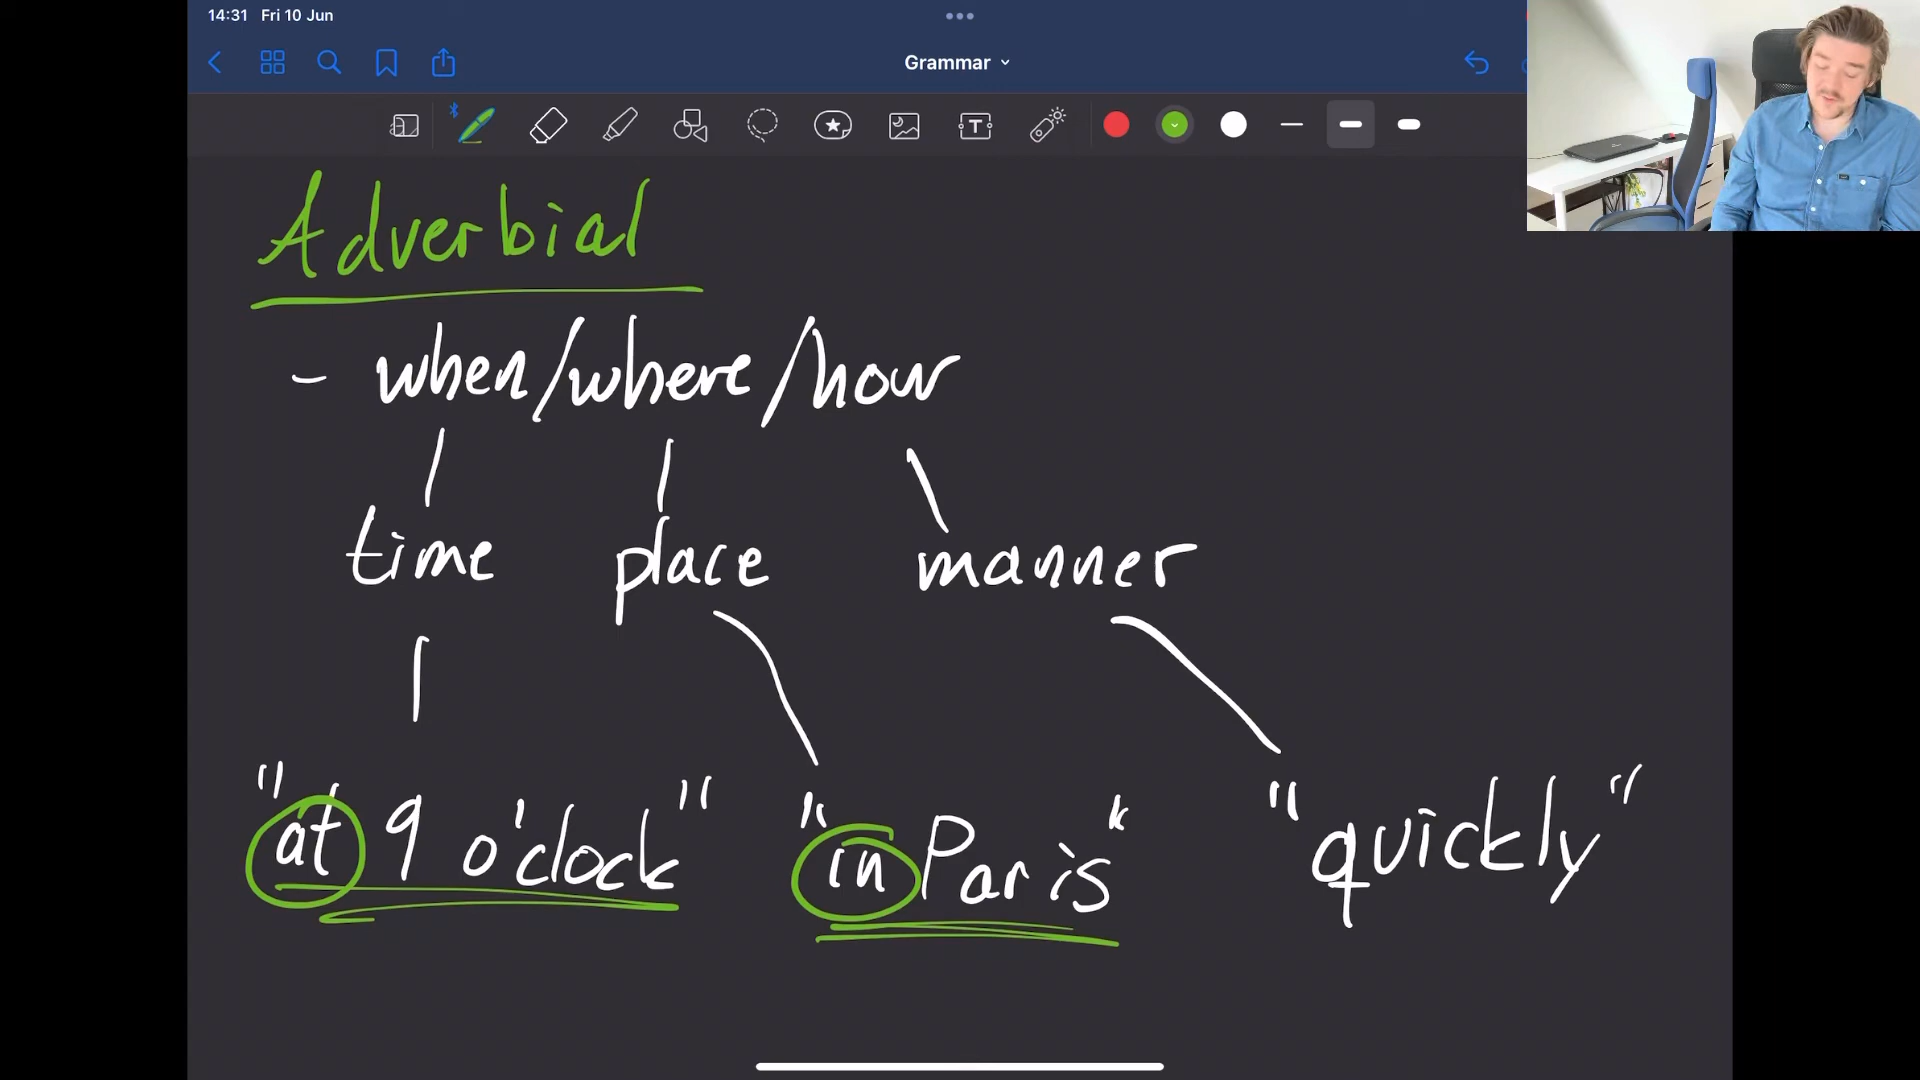 14:31 Fri 10 Jun
Grammar
T
Adverbial
- when/where/how
time place manner
"at 9 o'clock" "in Paris" "quickly"